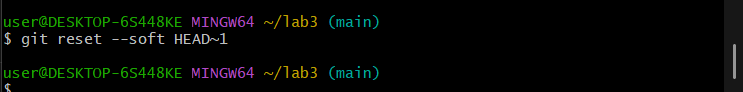 user@DESKTOP-6S448KE MINGW64 ~/lab3 (main)
$ git reset --soft HEAD~1
user@DESKTOP-6S448KE MINGW64 ~/lab3 (main)
$